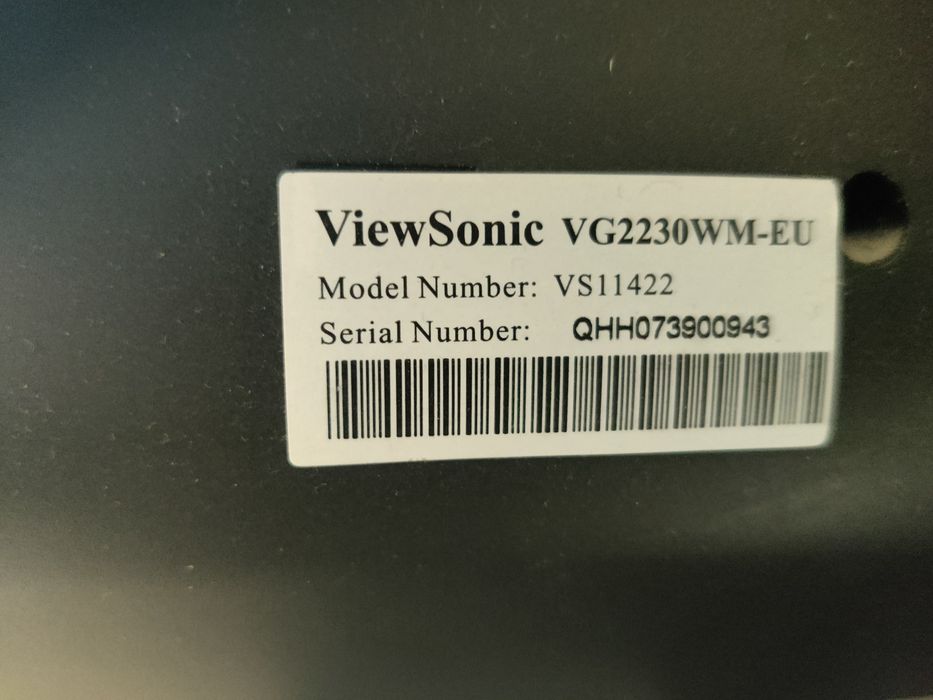 ViewSonic VG2230WM-EU
Model Number: VS11422
Serial Number: QHH073900943